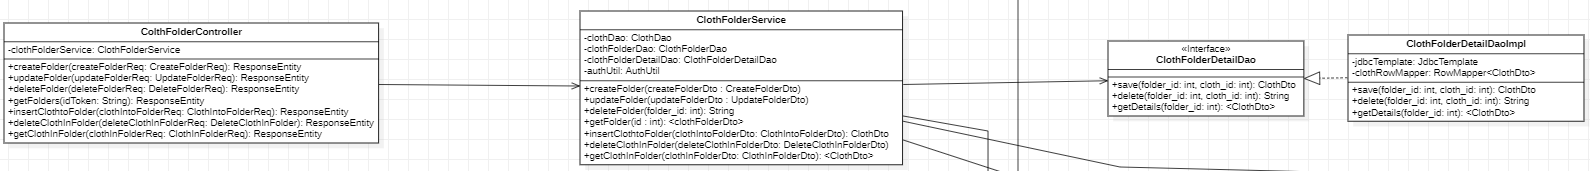 ColthFolderController
-clothFolderService: ClothFolderService
+createFolder(createFolderReq: CreateFolderReq): ResponseEntity
+updateFolder(updateFolderReq: UpdateFolderReq): ResponseEntity
+deleteFolder(deleteFolderReq: DeleteFolderReq): ResponseEntity
+getFolders(idToken: String): ResponseEntity
+insertClothtoFolder(clothIntoFolderReq: ClothIntoFolderReq): ResponseEntity
+deleteClothInFolder(deleteClothInFolderReq: DeleteClothInFolder): ResponseEntity
+getClothInFolder(clothInFolderReq: ClothInFolderReq): ResponseEntity
ClothFolderService
-clothDao: ClothDao
-clothFolderDao: ClothFolderDao
-clothFolderDetailDao: ClothFolderDetailDao
-authUtil: AuthUtil
+createFolder(createFolderDto : CreateFolderDto)
+updateFolder(updateFolderDto : UpdateFolderDto)
+deleteFolder(folder_id: int): String
+getFolder(id : int): <clothFolderDto>
+insertClothtoFolder(clothIntoFolderDto: ClothIntoFolderDto): ClothDto
+deleteClothInFolder(deleteClothInFolderDto: DeleteClothInFolderDto)
+getClothInFolder(clothInFolderDto: ClothInFolderDto): <ClothDto>
«Interface»
ClothFolderDetailDao
+save(folder_id: int, cloth_id: int): ClothDto
+delete(folder_id: int, cloth_id: int): String
+getDetails(folder_id: int): <ClothDto>
ClothFolderDetailDaoImpl
-jdbcTemplate: JdbcTemplate
-clothRowMapper: RowMapper<ClothDto>
+save(folder_id: int, cloth_id: int): ClothDto
+delete(folder_id: int, cloth_id: int): String
+getDetails(folder_id: int): <ClothDto>